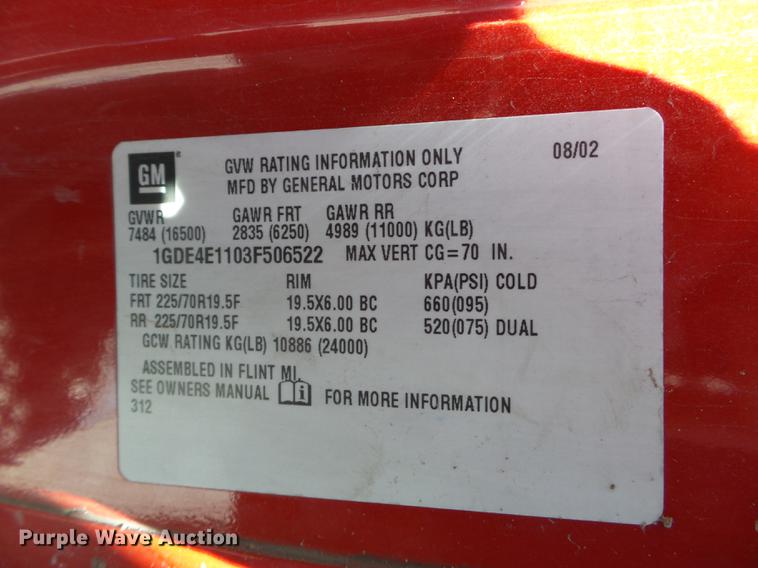 GM
GVW RATING INFORMATION ONLY 08/02
MFD BY GENERAL MOTORS CORP
GVWR GAWR FRT GAWR RR
7484 (16500) 2835 (6250) 4989 (11000) KG(LB)
1GDE4E1103F506522 MAX VERT CG=70 IN.
TIRE SIZE RIM KPA(PSI) COLD
FRT 225/70R19.5F 19.5X6.00 BC 660(095)
RR 225/70R19.5F 19.5X6.00 BC 520(075) DUAL
GCW RATING KG(LB) 10886 (24000)
ASSEMBLED IN FLINT MI
SEE OWNERS MANUAL i FOR MORE INFORMATION
312
Purple Wave Auction